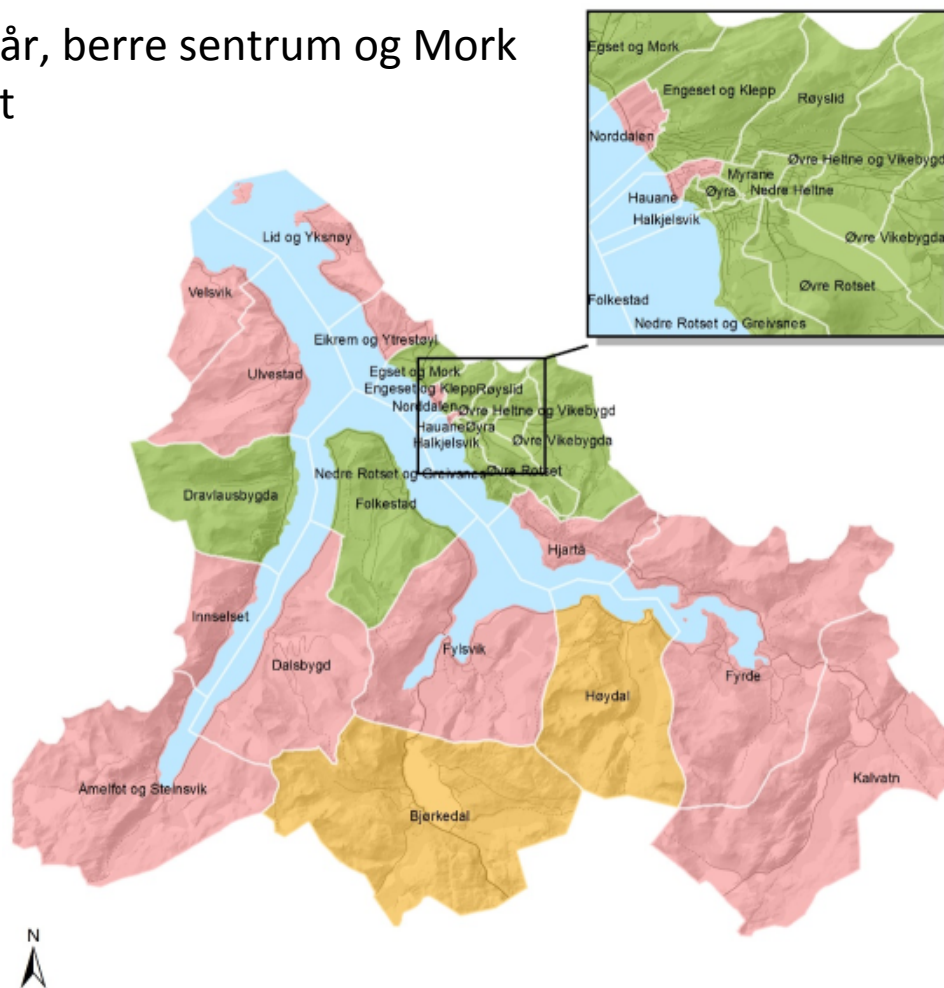 år, berre sentrum og Mork
t
Egset og Mork
Engeset og Klepp
Røyslid
Norddalen
Øvre Heltne og Vikebygd
Myrane
Øyra
Nedre Heltne
Hauane
Halkjelsvik
Øvre Vikebygda
Øvre Rotset
Folkestad
Nedre Rotset og Greivsnes
Lid og Yksnøy
Velsvik
Eikrem og Ytrestøyl
Ulvestad
Egset og Mork
Engeset og Klepp
Røyslid
Norddalen
Øvre Heltne og Vikebygd
Hauane
Øyra
Halkjelsvik
Øvre Vikebygda
Nedre Rotset og Greivsnes
Øvre Rotset
Dravlausbygda
Folkestad
Hjartå
Innselset
Dalsbygd
Fylsvik
Fyrde
Høydal
Amelfot og Steinsvik
Kalvatn
Bjørkedal
N